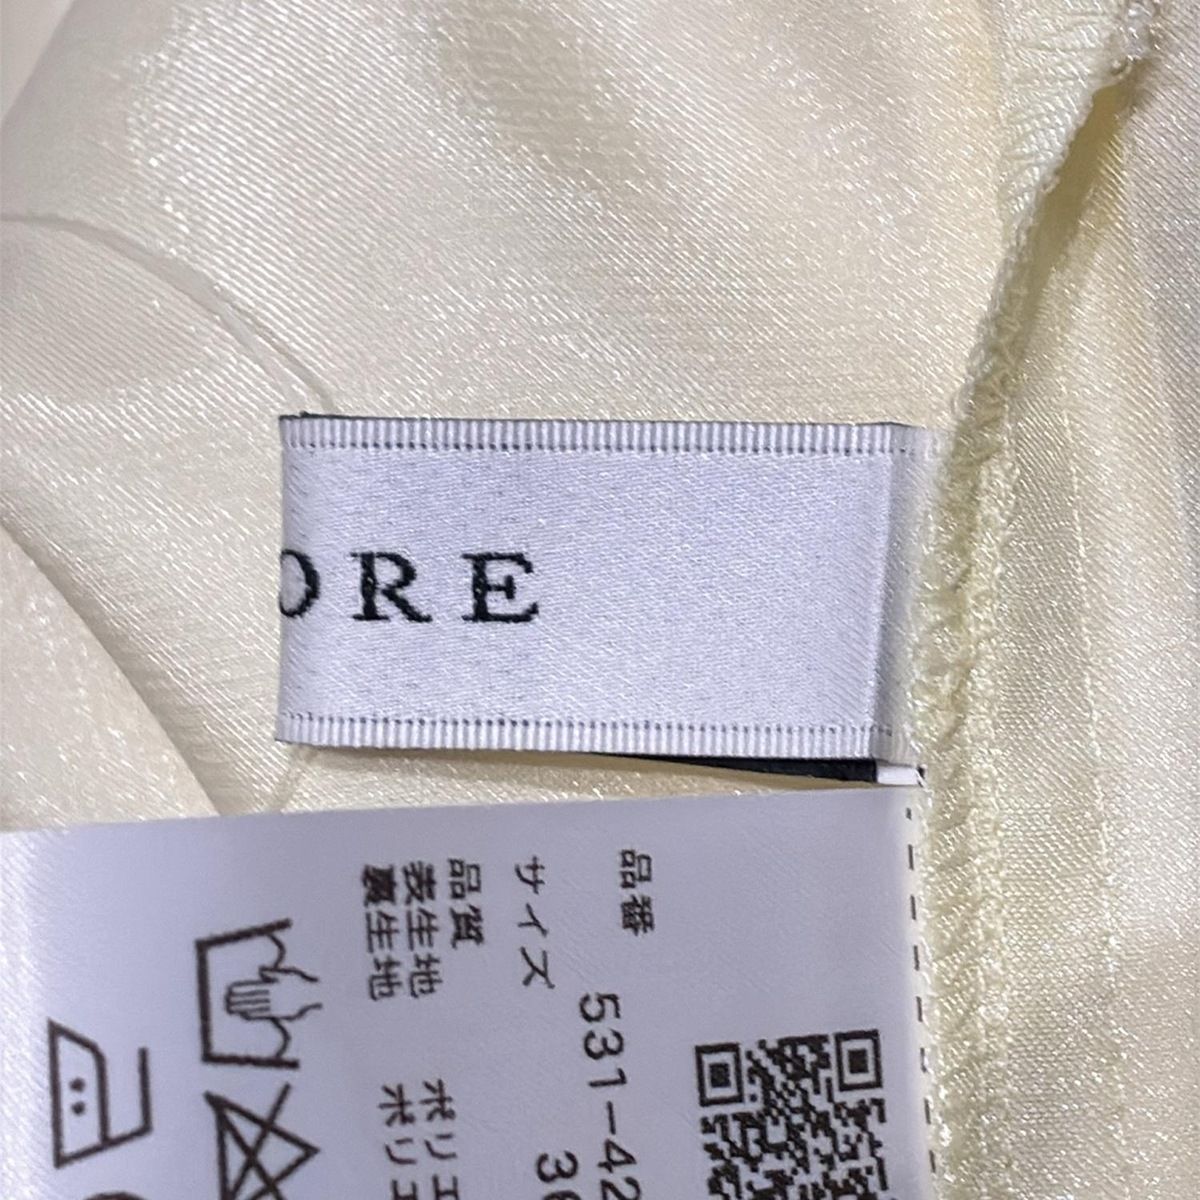 ORE
品番 531-42
サイズ 3
品質
表生地 ポリエ
裏生地 ポリエ